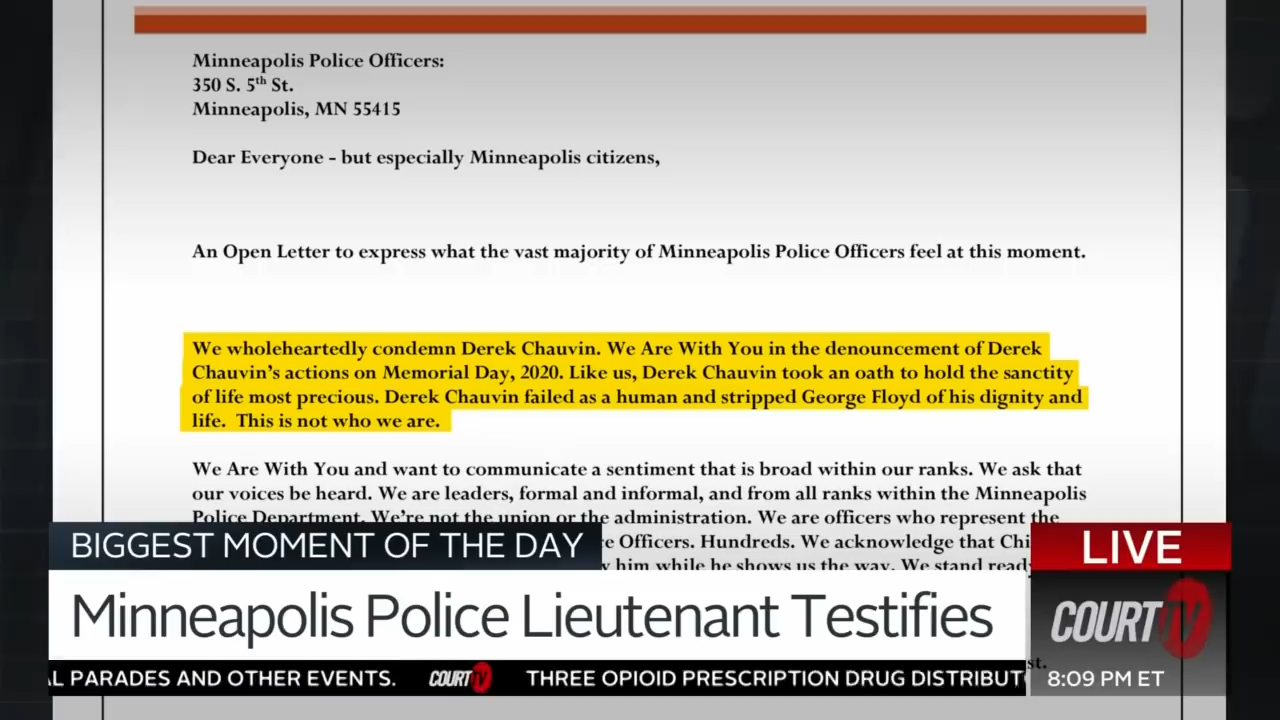 Minneapolis Police Officers:
350 S. 5th St.
Minneapolis, MN 55415
Dear Everyone - but especially Minneapolis citizens,
An Open Letter to express what the vast majority of Minneapolis Police Officers feel at this moment.
We wholeheartedly condemn Derek Chauvin. We Are With You in the denouncement of Derek
Chauvin's actions on Memorial Day, 2020. Like us, Derek Chauvin took an oath to hold the sanctity
of life most precious. Derek Chauvin failed as a human and stripped George Floyd of his dignity and
life. This is not who we are.
We Are With You and want to communicate a sentiment that is broad within our ranks. We ask that
our voices be heard. We are leaders, formal and informal, and from all ranks within the Minneapolis
Police Department. We're not the union or the administration. We are officers who represent the
Officers. Hundreds. We acknowledge that
him while he shows us the way. We stand
BIGGEST MOMENT OF THE DAY
LIVE
Minneapolis Police Lieutenant Testifies
COURT TV
st.
L PARADES AND OTHER EVENTS. COURT TV THREE OPIOID PRESCRIPTION DRUG DISTRIBUT
8:09 PM ET